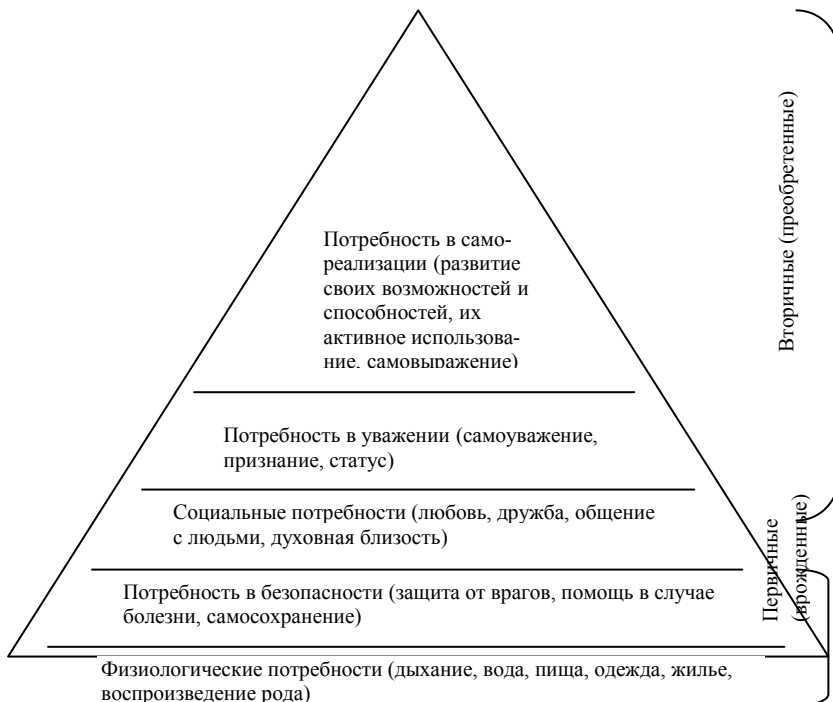 Потребность в само-
реализации (развитие
своих возможностей и
способностей, их
активное использова-
ние, самовыражение)
Потребность в уважении (самоуважение,
признание, статус)
Социальные потребности (любовь, дружба, общение
с людьми, духовная близость)
Потребность в безопасности (защита от врагов, помощь в случае
болезни, самосохранение)
Физиологические потребности (дыхание, вода, пища, одежда, жилье,
воспроизведение рода)
Вторичные (преобретенные)
Первичные
(врожденные)